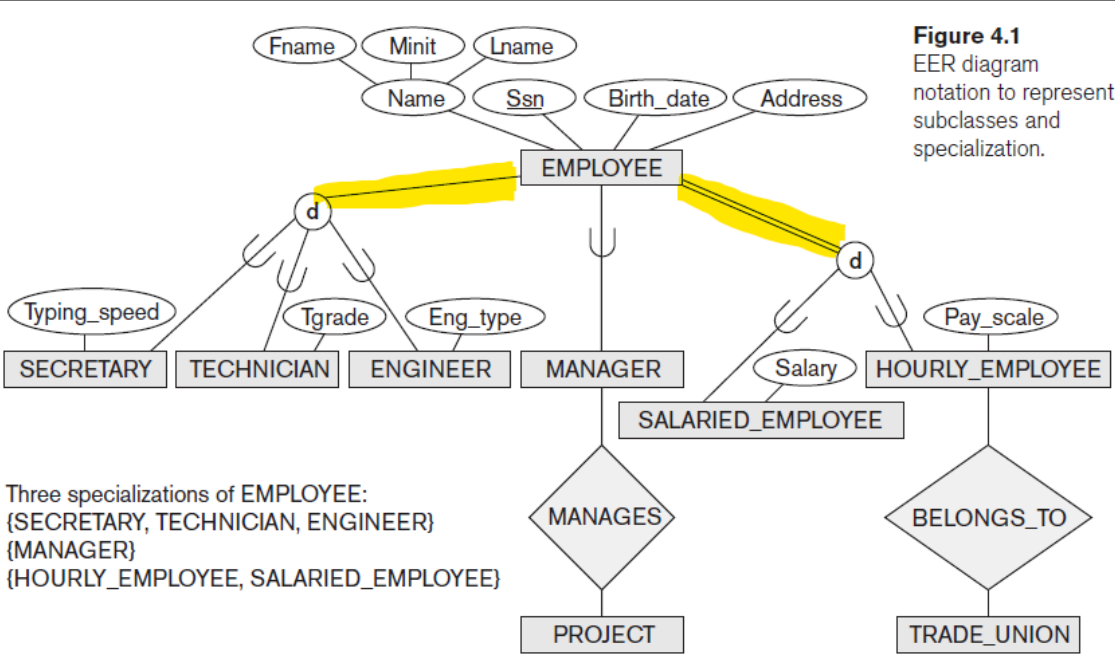 Figure 4.1
EER diagram
notation to represent
subclasses and
specialization.
Fname Minit Lname
Name Ssn Birth_date Address
EMPLOYEE
d
d
Typing_speed Tgrade Eng_type Pay_scale
SECRETARY TECHNICIAN ENGINEER MANAGER Salary HOURLY_EMPLOYEE
SALARIED_EMPLOYEE
Three specializations of EMPLOYEE:
{SECRETARY, TECHNICIAN, ENGINEER}
{MANAGER}
{HOURLY_EMPLOYEE, SALARIED_EMPLOYEE}
MANAGES BELONGS_TO
PROJECT TRADE_UNION